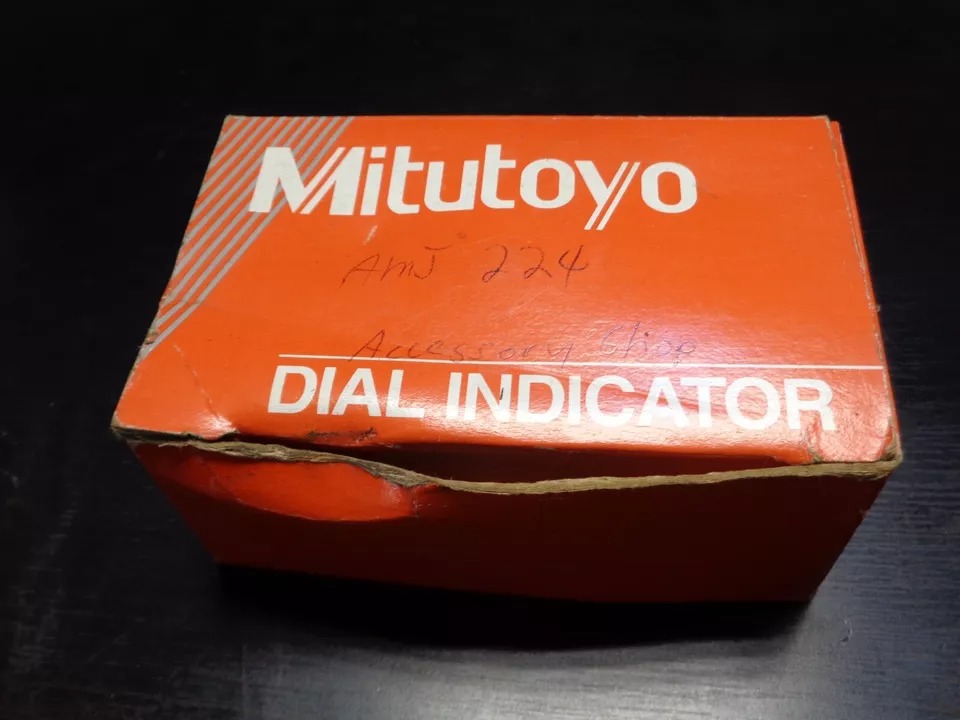 Mitutoyo
AmJ 224
Accessory Shop
DIAL INDICATOR